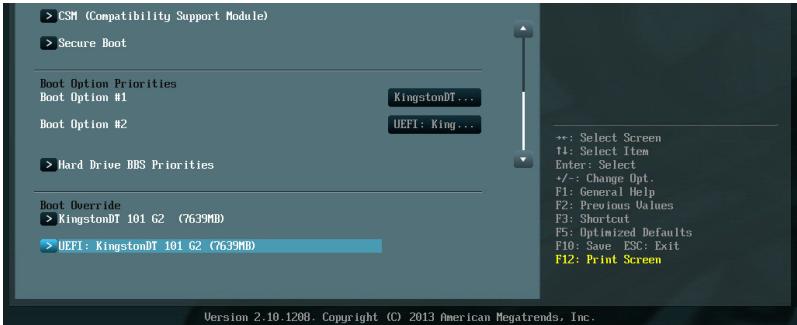 > CSM (Compatibility Support Module)
> Secure Boot
Boot Option Priorities
Boot Option #1 KingstonDT...
Boot Option #2 UEFI: King...
> Hard Drive BBS Priorities
Boot Override
> KingstonDT 101 G2 (7639MB)
> UEFI: KingstonDT 101 G2 (7639MB)
→←: Select Screen
↑↓: Select Item
Enter: Select
+/-: Change Opt.
F1: General Help
F2: Previous Values
F3: Shortcut
F5: Optimized Defaults
F10: Save ESC: Exit
F12: Print Screen
Version 2.10.1208. Copyright (C) 2013 American Megatrends, Inc.